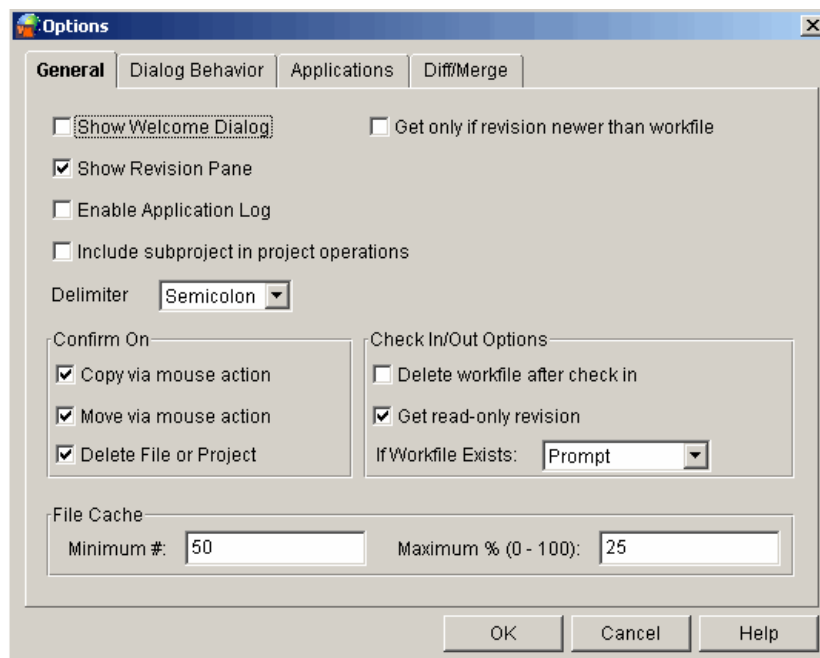 Options
General Dialog Behavior Applications Diff/Merge
Show Welcome Dialog Get only if revision newer than workfile
Show Revision Pane
Enable Application Log
Include subproject in project operations
Delimiter Semicolon
Confirm On
Copy via mouse action
Move via mouse action
Delete File or Project
Check In/Out Options
Delete workfile after check in
Get read-only revision
If Workfile Exists: Prompt
File Cache
Minimum #: 50 Maximum % (0 - 100): 25
OK Cancel Help